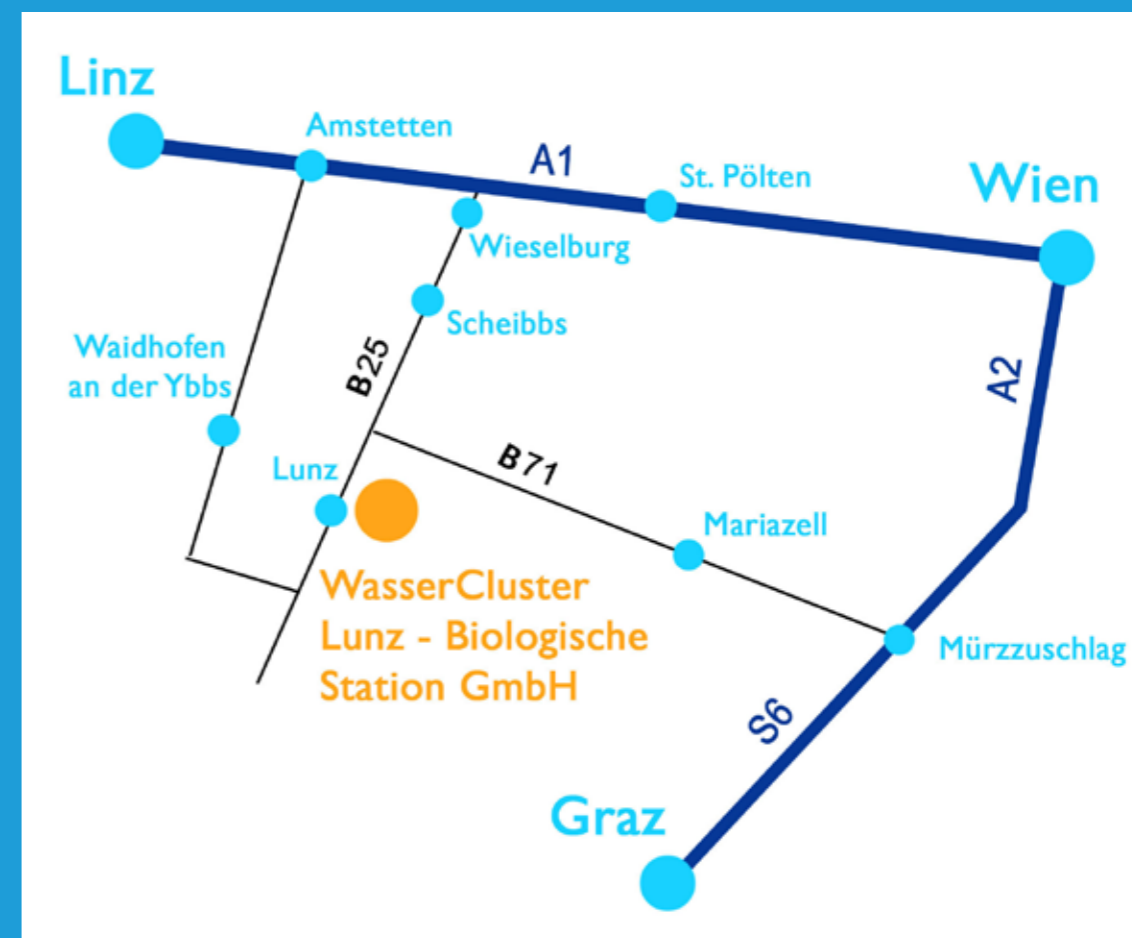 Linz
Amstetten
A1
St. Pölten
Wien
Wieselburg
Scheibbs
Waidhofen
an der Ybbs
B25
A2
Lunz
B71
Mariazell
WasserCluster
Lunz - Biologische
Station GmbH
Mürzzuschlag
S6
Graz